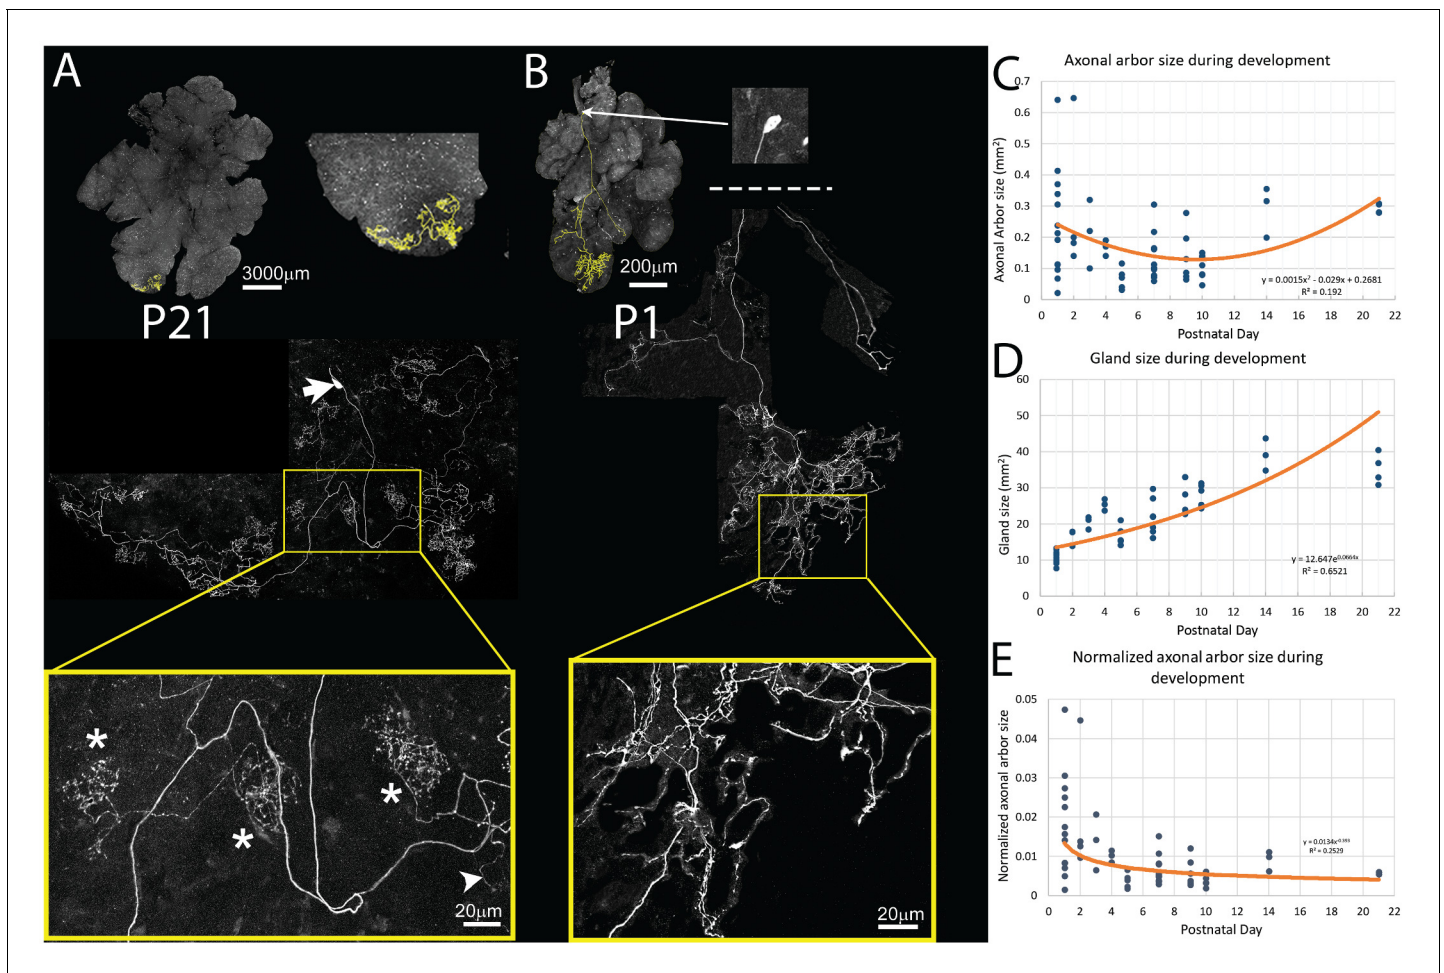 A
B
3000µm
200µm
P21
P1
*
*
*
20µm
20µm
C
Axonal arbor size during development
Axonal Arbor size (mm²)
0.7
0.6
0.5
0.4
0.3
0.2
0.1
0
y = 0.0015x² - 0.029x + 0.2681
R² = 0.192
0 2 4 6 8 10 12 14 16 18 20 22
Postnatal Day
D
Gland size during development
Gland size (mm²)
60
50
40
30
20
10
0
y = 12.647e^0.0664x
R² = 0.6521
0 2 4 6 8 10 12 14 16 18 20 22
Postnatal Day
E
Normalized axonal arbor size during
development
Normalized axonal arbor size
0.05
0.04
0.03
0.02
0.01
0
R² = 0.2529
0 2 4 6 8 10 12 14 16 18 20 22
Postnatal Day